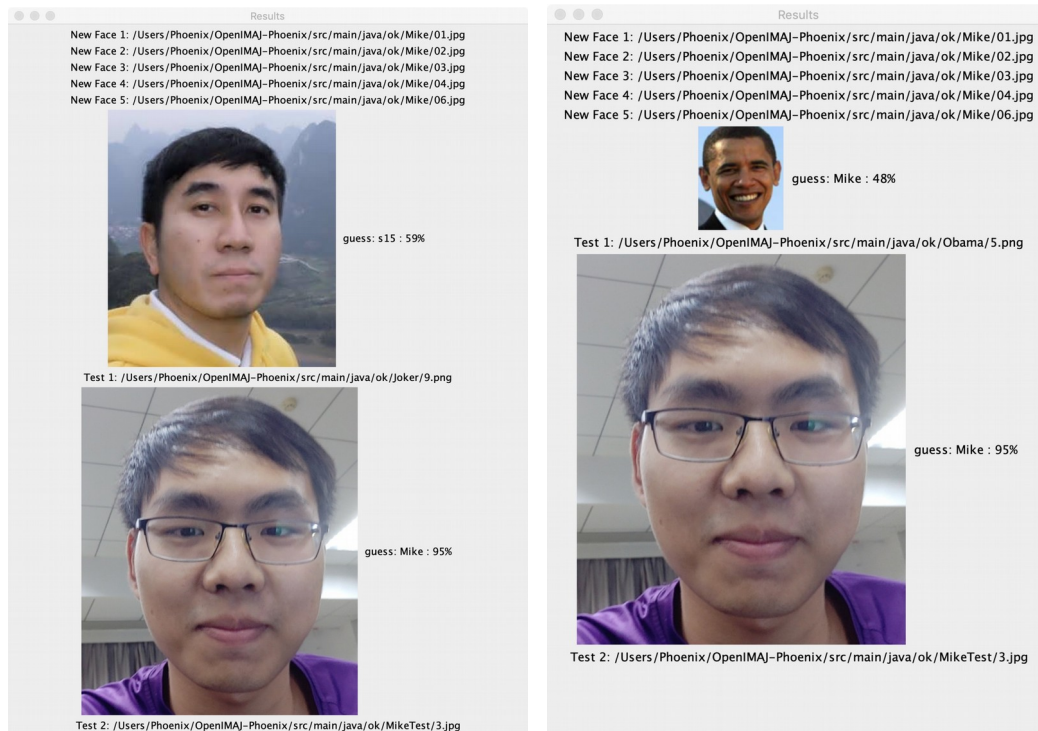 Results
New Face 1: /Users/Phoenix/OpenIMAJ-Phoenix/src/main/java/ok/Mike/01.jpg
New Face 2: /Users/Phoenix/OpenIMAJ-Phoenix/src/main/java/ok/Mike/02.jpg
New Face 3: /Users/Phoenix/OpenIMAJ-Phoenix/src/main/java/ok/Mike/03.jpg
New Face 4: /Users/Phoenix/OpenIMAJ-Phoenix/src/main/java/ok/Mike/04.jpg
New Face 5: /Users/Phoenix/OpenIMAJ-Phoenix/src/main/java/ok/Mike/06.jpg
guess: s15 : 59%
Test 1: /Users/Phoenix/OpenIMAJ-Phoenix/src/main/java/ok/Joker/9.png
guess: Mike : 95%
Test 2: /Users/Phoenix/OpenIMAJ-Phoenix/src/main/java/ok/MikeTest/3.jpg
Results
New Face 1: /Users/Phoenix/OpenIMAJ-Phoenix/src/main/java/ok/Mike/01.jpg
New Face 2: /Users/Phoenix/OpenIMAJ-Phoenix/src/main/java/ok/Mike/02.jpg
New Face 3: /Users/Phoenix/OpenIMAJ-Phoenix/src/main/java/ok/Mike/03.jpg
New Face 4: /Users/Phoenix/OpenIMAJ-Phoenix/src/main/java/ok/Mike/04.jpg
New Face 5: /Users/Phoenix/OpenIMAJ-Phoenix/src/main/java/ok/Mike/06.jpg
guess: Mike : 48%
Test 1: /Users/Phoenix/OpenIMAJ-Phoenix/src/main/java/ok/Obama/5.png
guess: Mike : 95%
Test 2: /Users/Phoenix/OpenIMAJ-Phoenix/src/main/java/ok/MikeTest/3.jpg